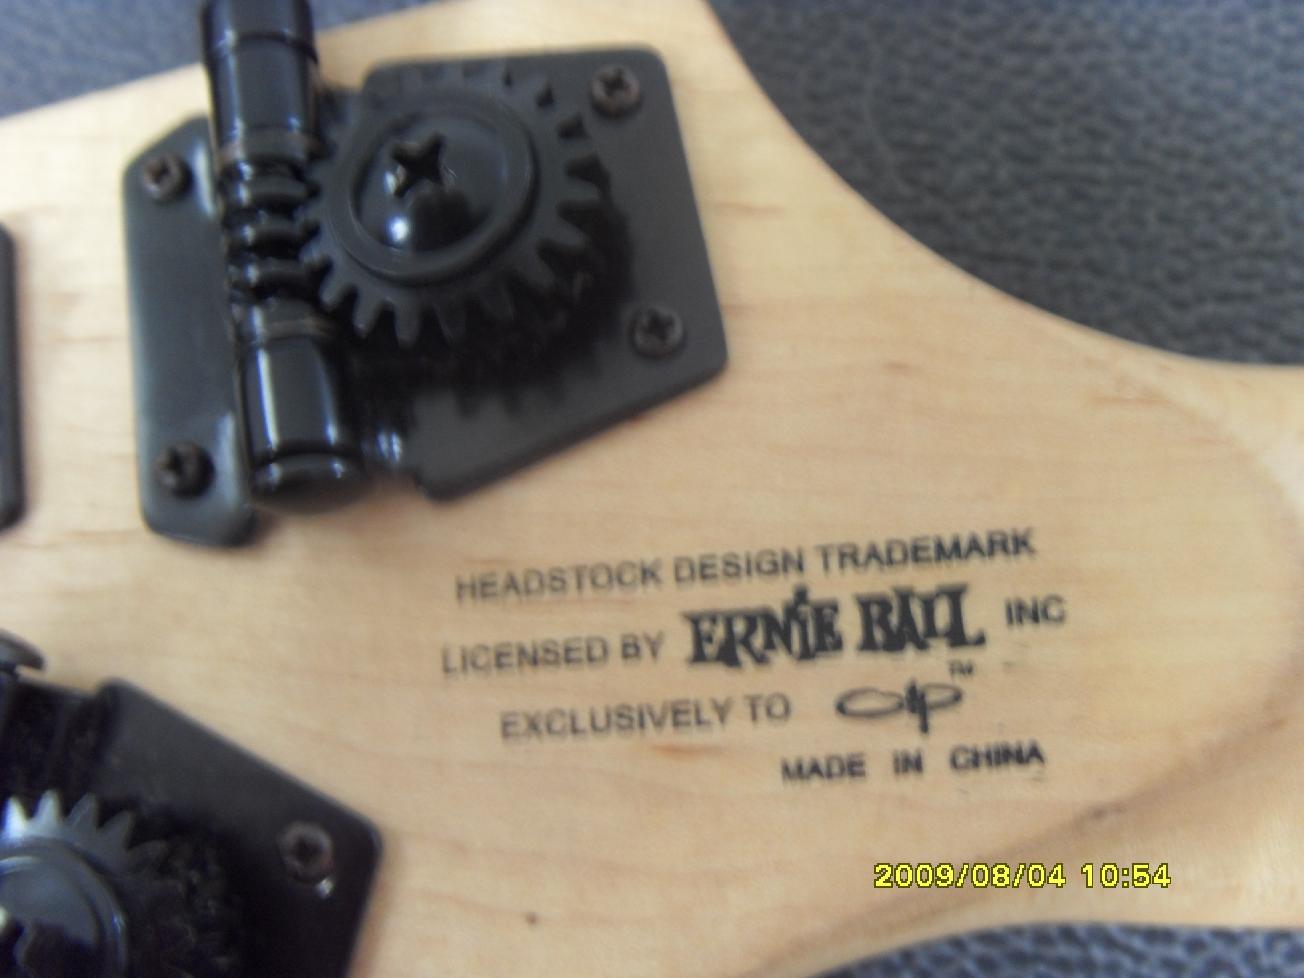 HEADSTOCK DESIGN TRADEMARK
LICENSED BY ERNIE BALL INC
EXCLUSIVELY TO OLP™
MADE IN CHINA
2009/08/04 10:54